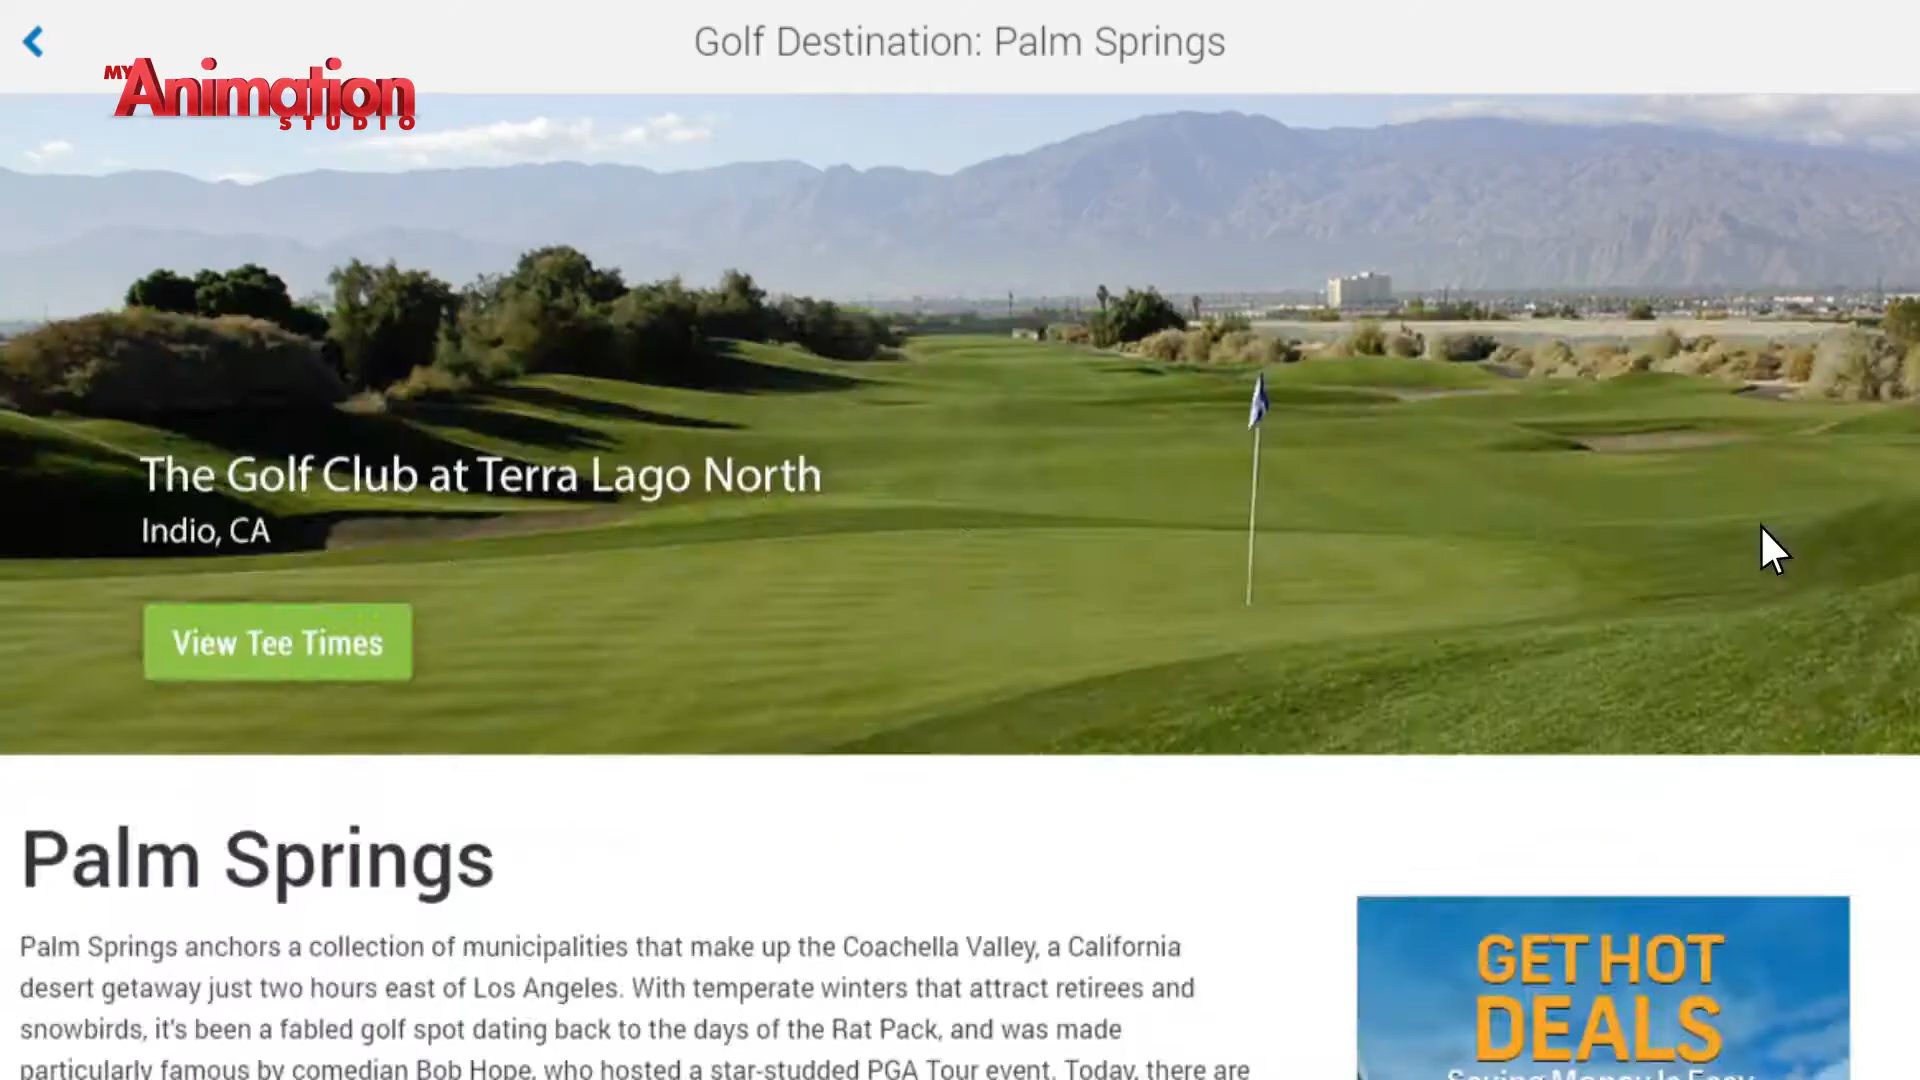 Golf Destination: Palm Springs
MY Animation
STUDIO
The Golf Club at Terra Lago North
Indio, CA
View Tee Times
Palm Springs
Palm Springs anchors a collection of municipalities that make up the Coachella Valley, a California
desert getaway just two hours east of Los Angeles. With temperate winters that attract retirees and
snowbirds, it's been a fabled golf spot dating back to the days of the Rat Pack, and was made
particularly famous by comedian Bob Hope, who hosted a star-studded PGA Tour event. Today, there are
GET HOT
DEALS
Saving Money Is Easy